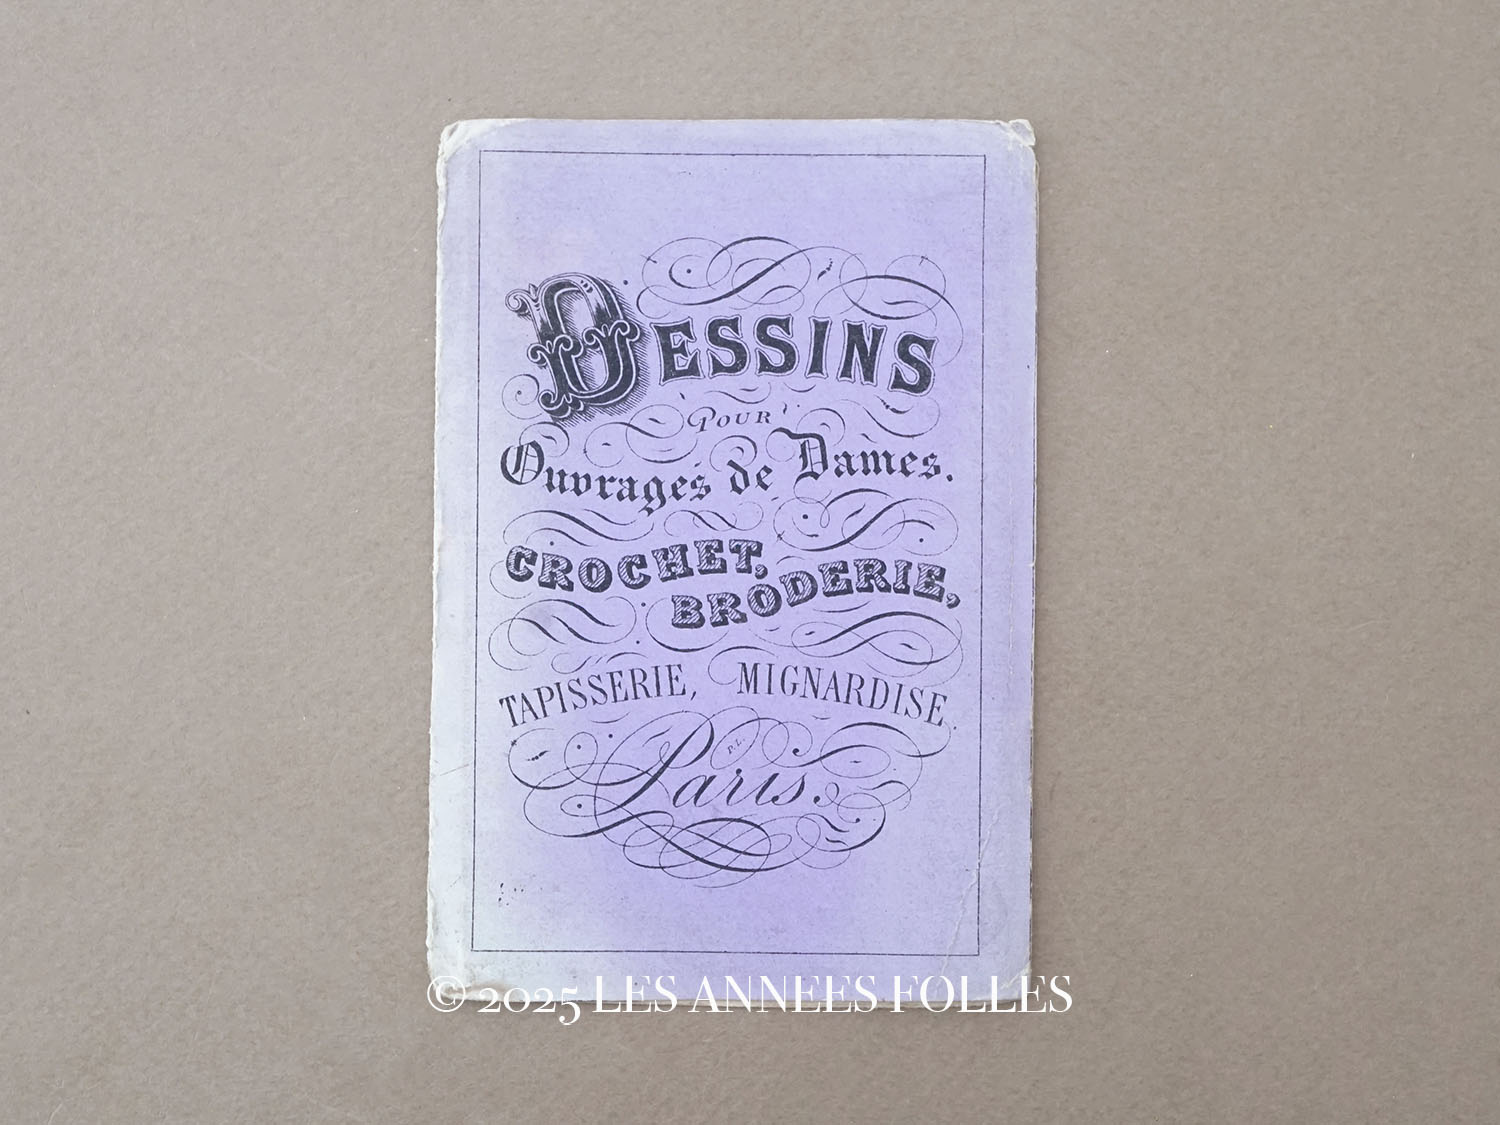 DESSINS
POUR
Ouvrages de Dames.
CROCHET,
BRODERIE,
TAPISSERIE, MIGNARDISE.
P.L.
Paris.
© 2025 LES ANNEES FOLLES